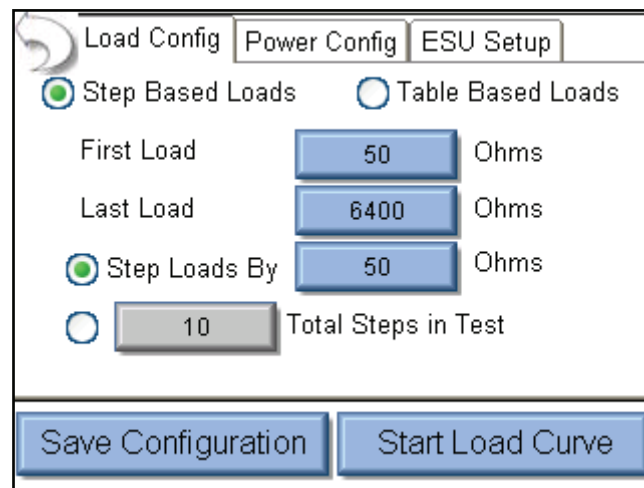 Load Config Power Config ESU Setup
Step Based Loads Table Based Loads
First Load 50 Ohms
Last Load 6400 Ohms
Step Loads By 50 Ohms
10 Total Steps in Test
Save Configuration Start Load Curve